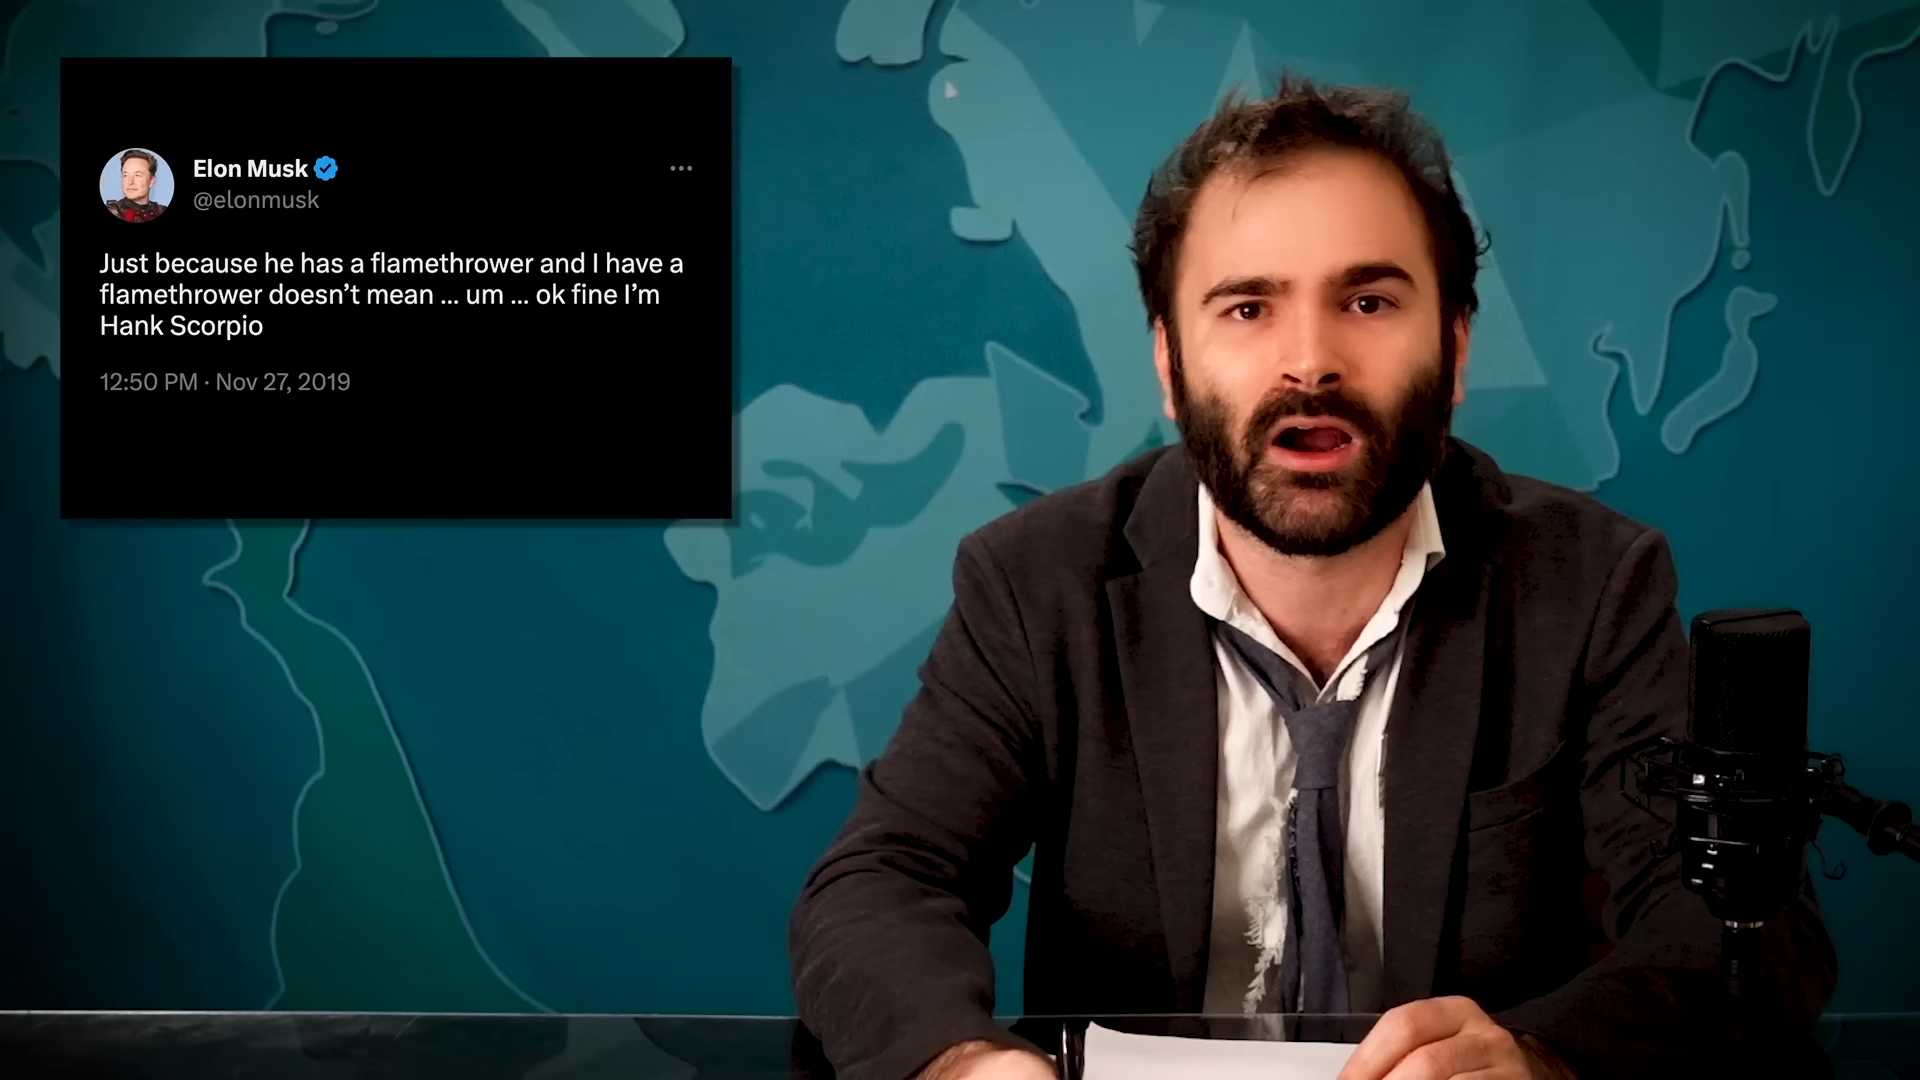 Elon Musk
@elonmusk
Just because he has a flamethrower and I have a
flamethrower doesn’t mean ... um ... ok fine I’m
Hank Scorpio
12:50 PM · Nov 27, 2019